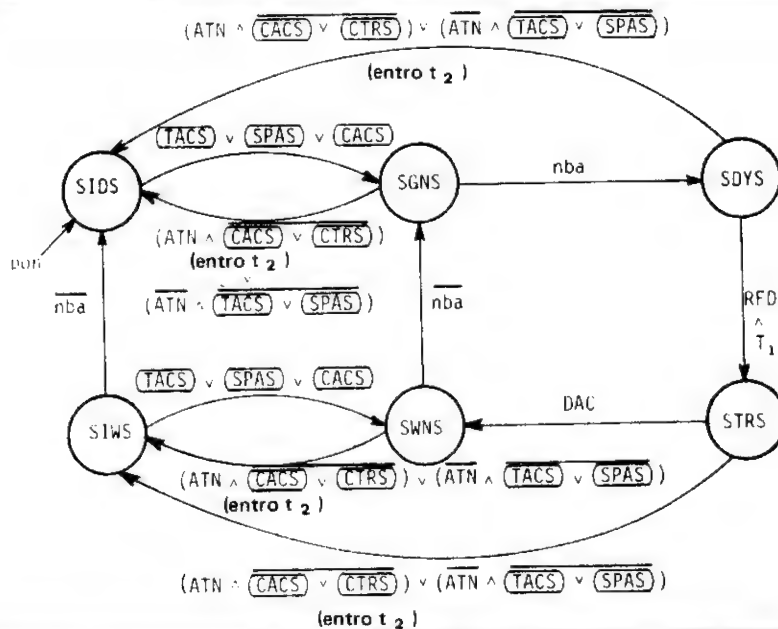 (ATN ∧ (CACS ∨ CTRS)) ∨ (ATN ∧ (TACS ∨ SPAS))
(entro t 2)
TACS ∨ SPAS ∨ CACS
SIDS
SGNS
nba
SDYS
(ATN ∧ (CACS ∨ CTRS))
(entro t 2)
∨
(ATN ∧ (TACS ∨ SPAS))
pon
nba
nba
RFD
∧
T1
TACS ∨ SPAS ∨ CACS
SIWS
SWNS
DAC
STRS
(ATN ∧ (CACS ∨ CTRS)) ∨ (ATN ∧ (TACS ∨ SPAS))
(entro t 2)
(ATN ∧ (CACS ∨ CTRS)) ∨ (ATN ∧ (TACS ∨ SPAS))
(entro t 2)